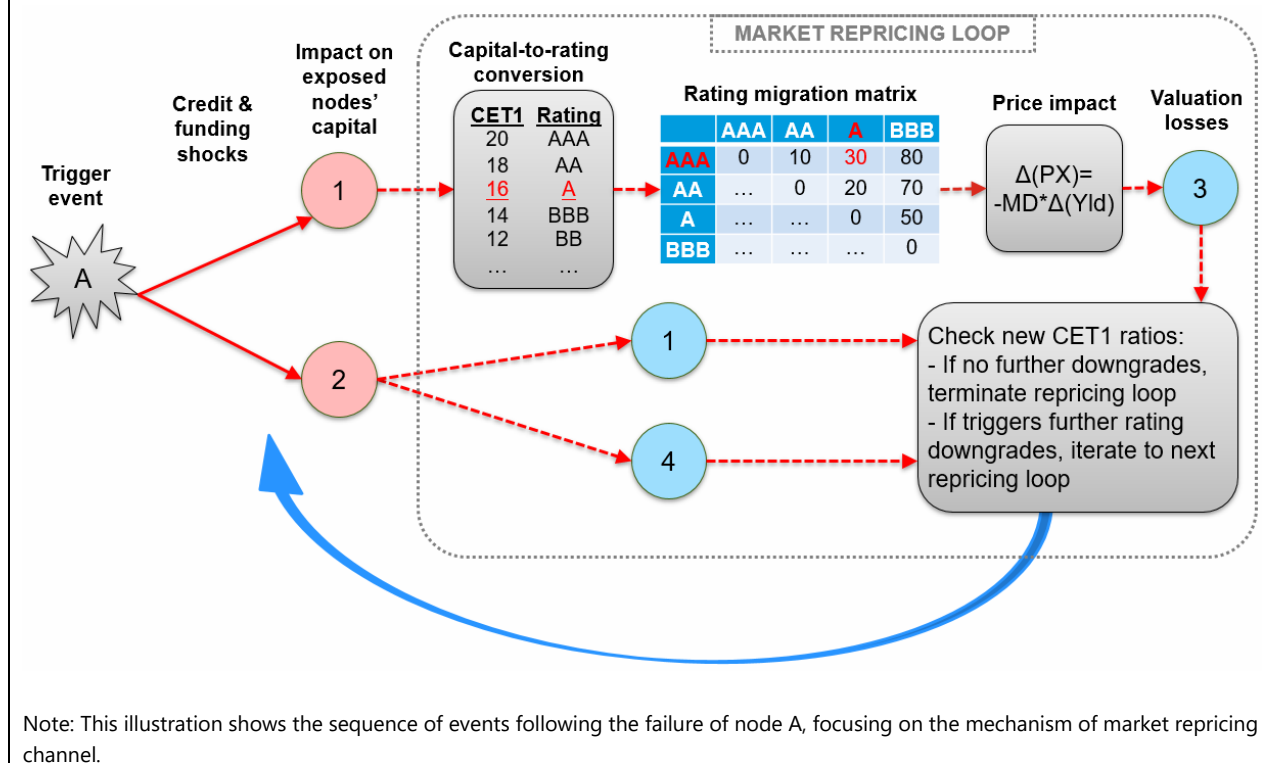 MARKET REPRICING LOOP
Trigger
event
A
Credit &
funding
shocks
Impact on
exposed
nodes'
capital
1
2
Capital-to-rating
conversion
CET1 Rating
20 AAA
18 AA
16 A
14 BBB
12 BB
… …
Rating migration matrix
AAA AA A BBB
AAA 0 10 30 80
AA … 0 20 70
A … … 0 50
BBB … … … 0
Price impact
Δ(PX)=
-MD*Δ(Yld)
Valuation
losses
3
1
4
Check new CET1 ratios:
- If no further downgrades,
terminate repricing loop
- If triggers further rating
downgrades, iterate to next
repricing loop
Note: This illustration shows the sequence of events following the failure of node A, focusing on the mechanism of market repricing
channel.